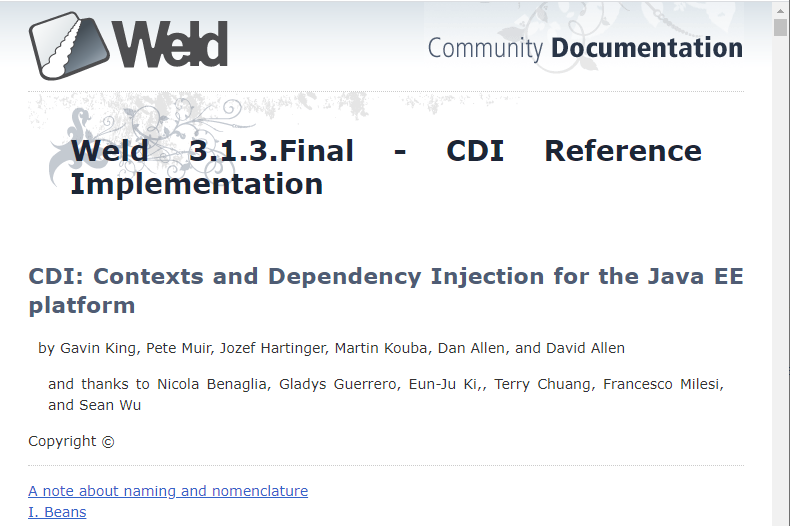 Weld
Community Documentation
Weld 3.1.3.Final - CDI Reference
Implementation
CDI: Contexts and Dependency Injection for the Java EE
platform
by Gavin King, Pete Muir, Jozef Hartinger, Martin Kouba, Dan Allen, and David Allen
and thanks to Nicola Benaglia, Gladys Guerrero, Eun-Ju Ki,, Terry Chuang, Francesco Milesi,
and Sean Wu
Copyright ©
A note about naming and nomenclature
I. Beans